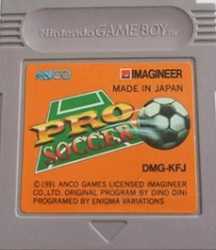 Nintendo GAME BOY
ANCO
IMAGINEER
MADE IN JAPAN
PRO
SOCCER
DMG-KFJ
©1991 ANCO GAMES LICENSED IMAGINEER
CO.,LTD. ORIGINAL PROGRAM BY DINO DINI
PROGRAMED BY ENIGMA VARIATIONS